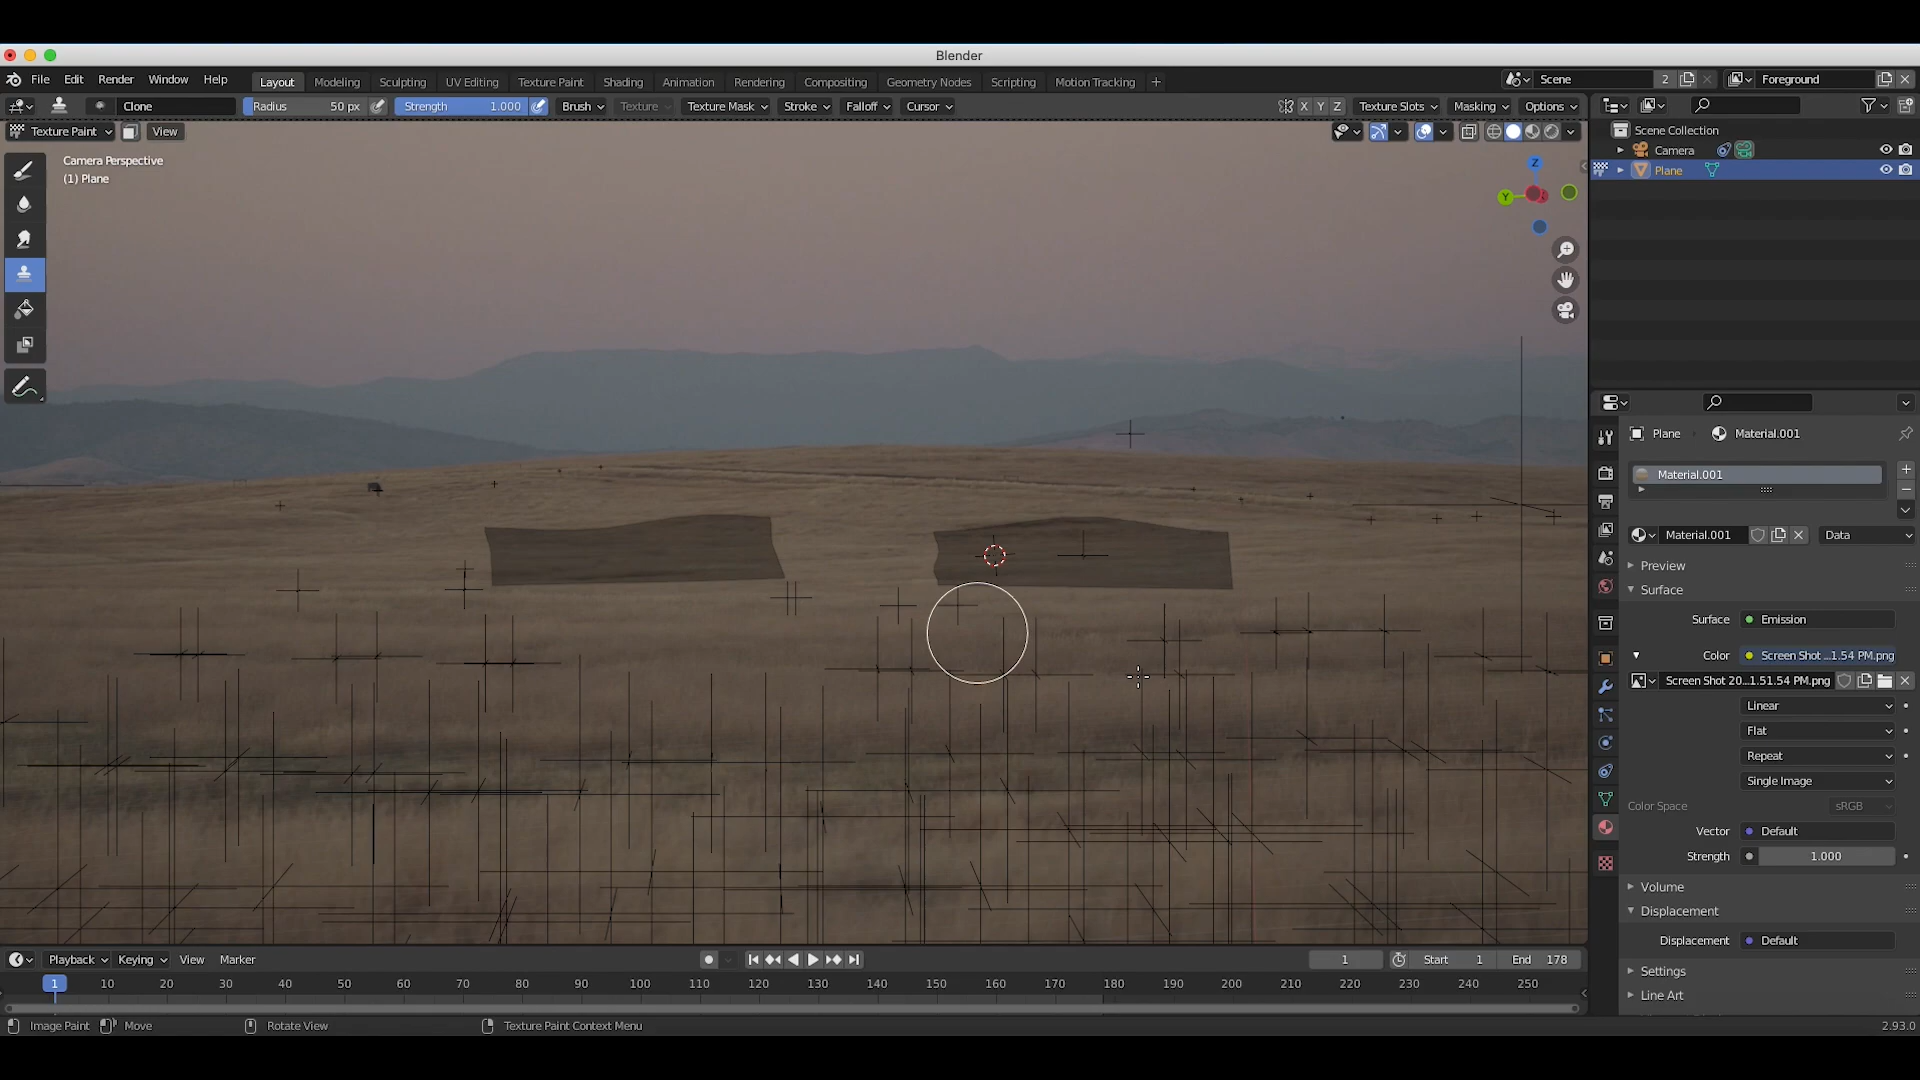 Blender
File Edit Render Window Help
Layout Modeling Sculpting UV Editing Texture Paint Shading Animation Rendering Compositing Geometry Nodes Scripting Motion Tracking +
Scene 2 Foreground
Clone Radius 50 px Strength 1.000 Brush Texture Texture Mask Stroke Falloff Cursor X Y Z Texture Slots Masking Options
Texture Paint View
Scene Collection
Camera
Plane
Camera Perspective
(1) Plane
Z
Y
Plane Material.001
Material.001
Material.001 Data
Preview
Surface
Surface Emission
Color Screen Shot ...1.54 PM.png
Screen Shot 20...1.51.54 PM.png
Linear
Flat
Repeat
Single Image
Color Space sRGB
Vector Default
Strength 1.000
Volume
Displacement
Displacement Default
Settings
Line Art
Playback Keying View Marker 1 Start 1 End 178
1 10 20 30 40 50 60 70 80 90 100 110 120 130 140 150 160 170 180 190 200 210 220 230 240 250
Image Paint Move Rotate View Texture Paint Context Menu 2.93.0